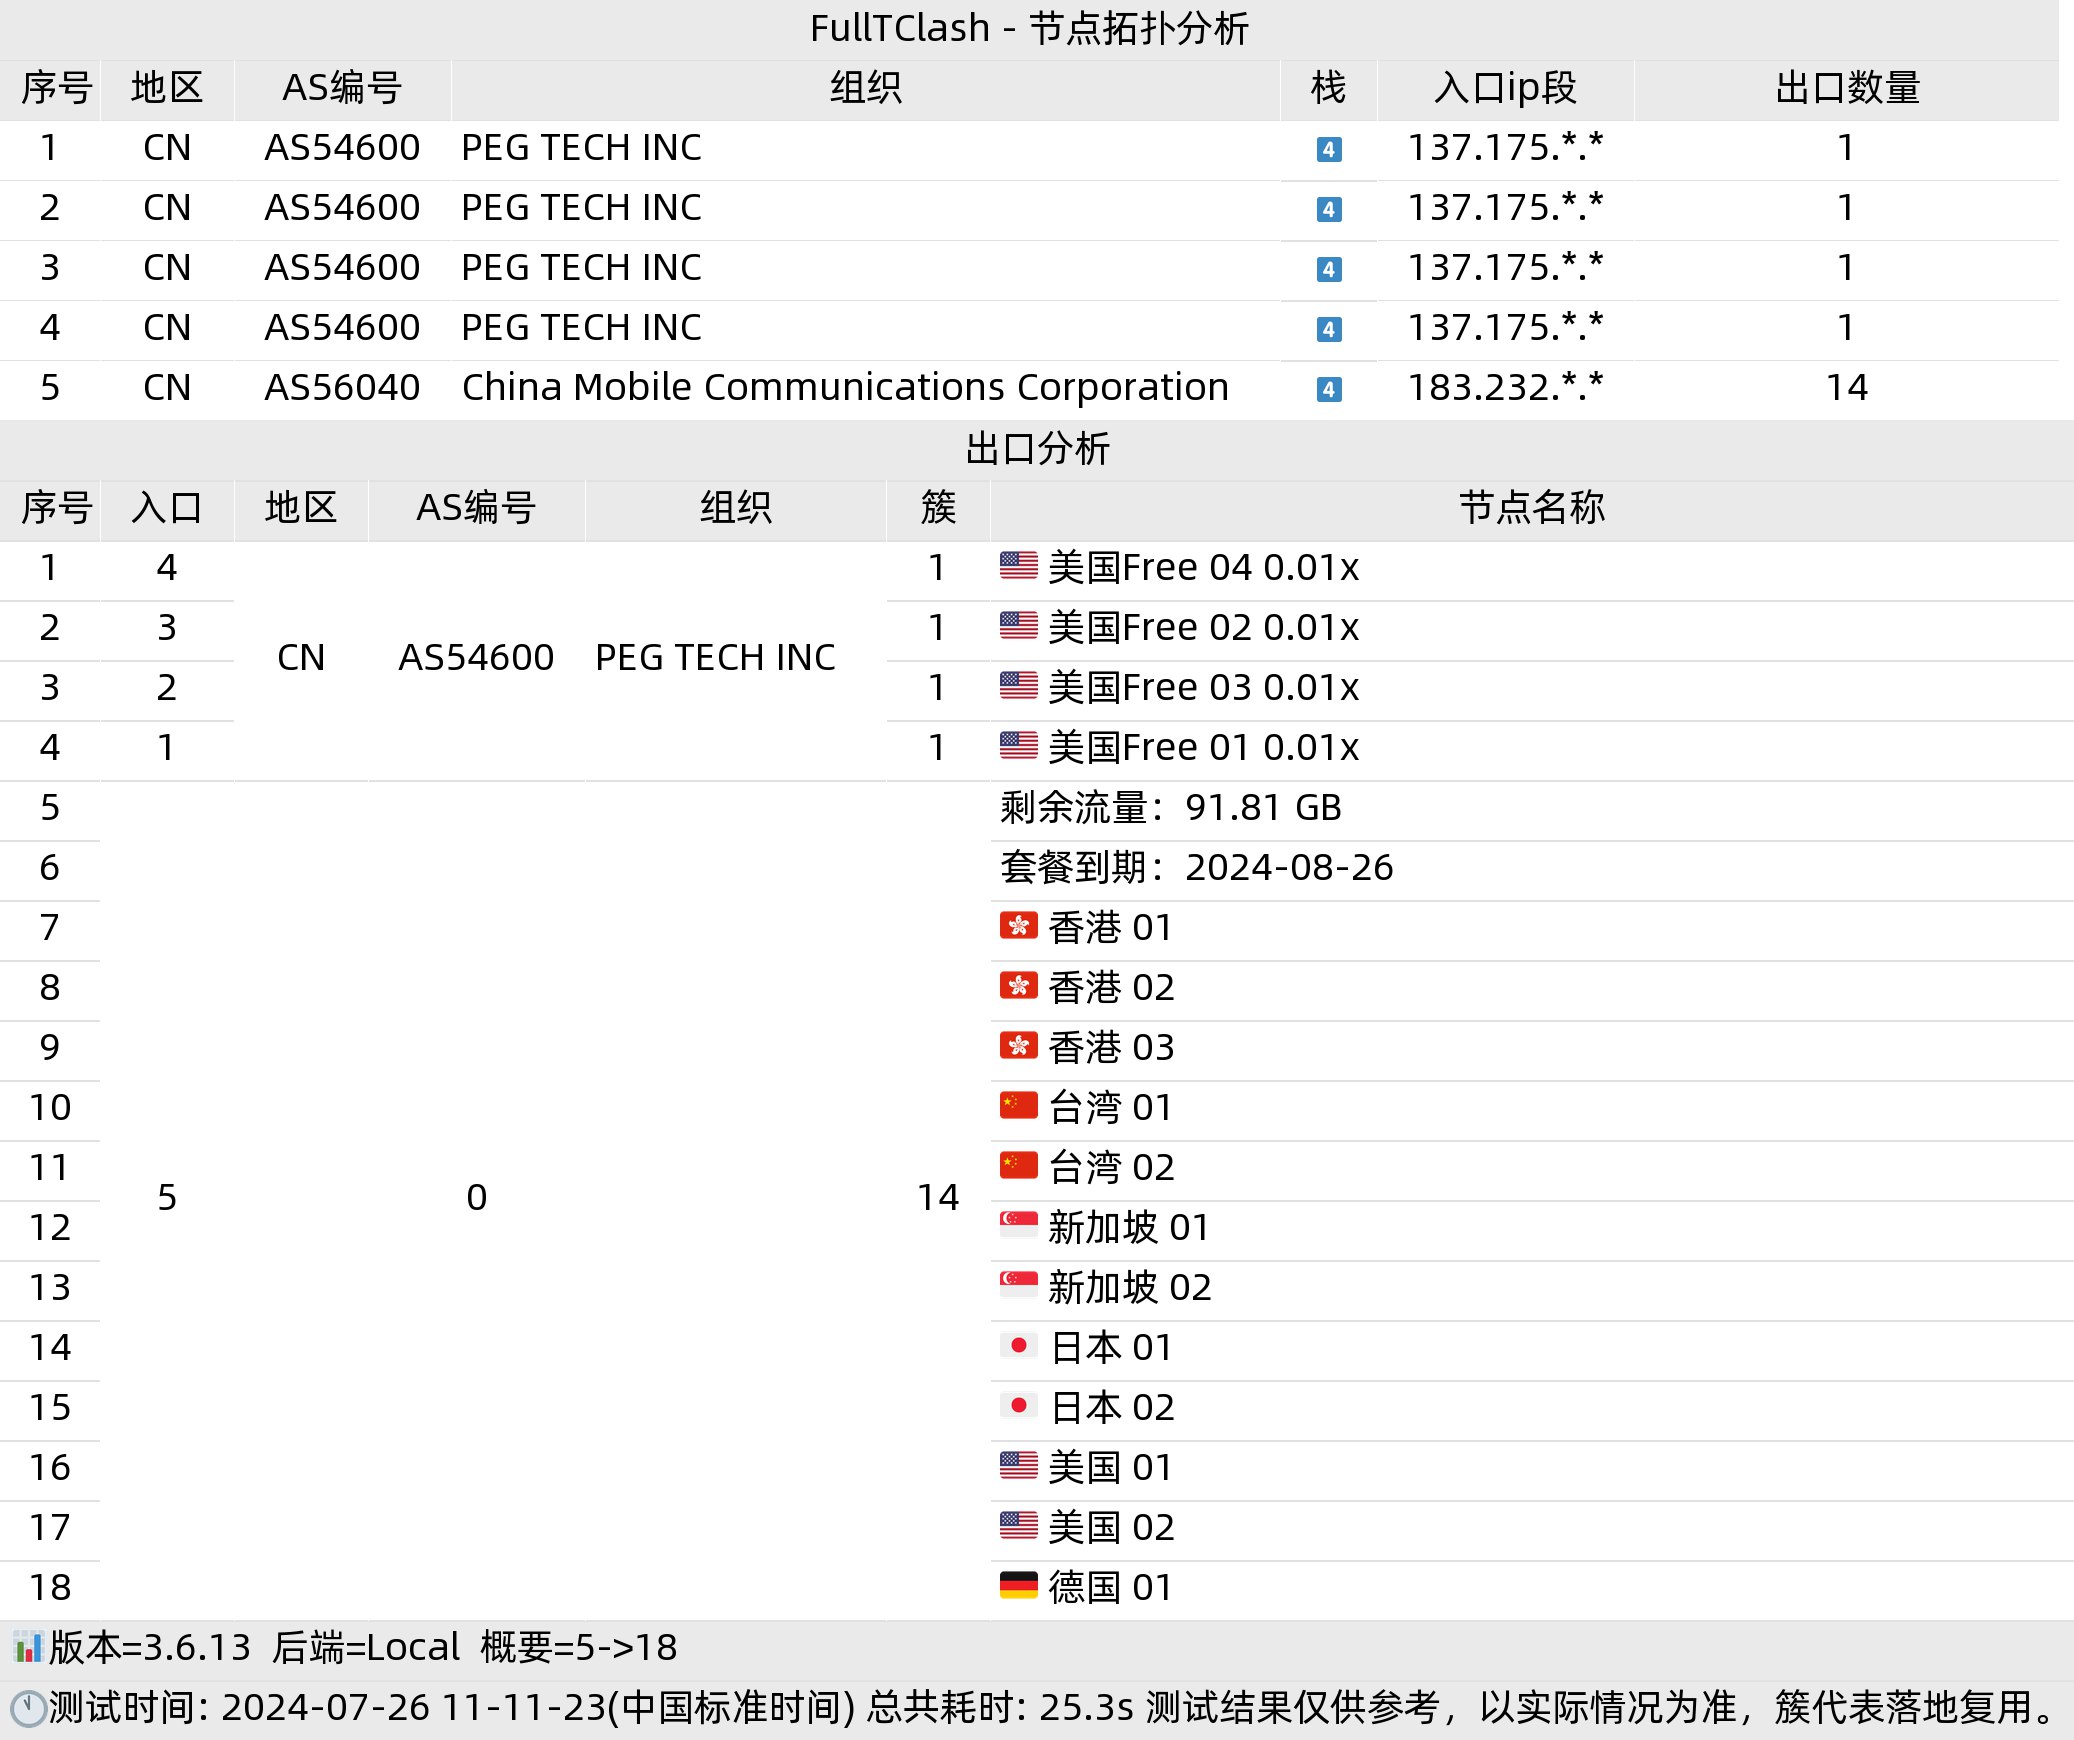 FullTClash - 节点拓扑分析
序号 地区 AS编号 组织 栈 入口ip段 出口数量
1 CN AS54600 PEG TECH INC 4 137.175.*.* 1
2 CN AS54600 PEG TECH INC 4 137.175.*.* 1
3 CN AS54600 PEG TECH INC 4 137.175.*.* 1
4 CN AS54600 PEG TECH INC 4 137.175.*.* 1
5 CN AS56040 China Mobile Communications Corporation 4 183.232.*.* 14
出口分析
序号 入口 地区 AS编号 组织 簇 节点名称
1 4 1 美国Free 04 0.01x
2 3 1 美国Free 02 0.01x
CN AS54600 PEG TECH INC
3 2 1 美国Free 03 0.01x
4 1 1 美国Free 01 0.01x
5 剩余流量：91.81 GB
6 套餐到期：2024-08-26
7 香港 01
8 香港 02
9 香港 03
10 台湾 01
11 台湾 02
5 0 14
12 新加坡 01
13 新加坡 02
14 日本 01
15 日本 02
16 美国 01
17 美国 02
18 德国 01
版本=3.6.13 后端=Local 概要=5->18
测试时间: 2024-07-26 11-11-23(中国标准时间) 总共耗时: 25.3s 测试结果仅供参考，以实际情况为准，簇代表落地复用。